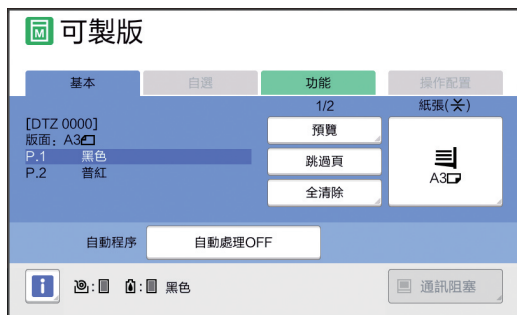 可製版
基本 自選 功能 操作配置
1/2 紙張(⚹)
[DTZ 0000]
版面：A3
P.1 黑色
P.2 普紅
預覽
跳過頁
全清除
A3
自動程序 自動處理OFF
黑色
通訊阻塞